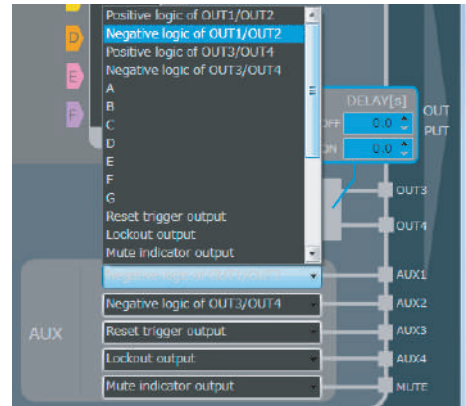 Positive logic of OUT1/OUT2
Negative logic of OUT1/OUT2
Positive logic of OUT3/OUT4
Negative logic of OUT3/OUT4
A
B
C
D
E
F
G
Reset trigger output
Lockout output
Mute indicator output
D
E
F
DELAY[s]
OFF 0.0
ON 0.0
OUT
PUT
OUT3
OUT4
AUX
AUX1
Negative logic of OUT3/OUT4 AUX2
Reset trigger output AUX3
Lockout output AUX4
Mute indicator output MUTE